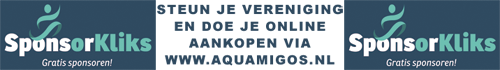 SponsorKliks
Gratis sponsoren!
STEUN JE VERENIGING
EN DOE JE ONLINE
AANKOPEN VIA
WWW.AQUAMIGOS.NL
SponsorKliks
Gratis sponsoren!